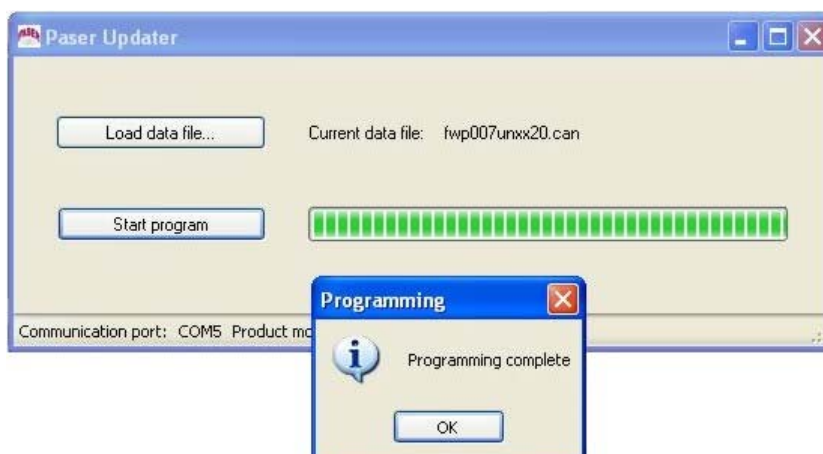 Paser Updater
Load data file...
Current data file: fwp007unxx20.can
Start program
Programming
Communication port: COM5 Product
Programming complete
OK